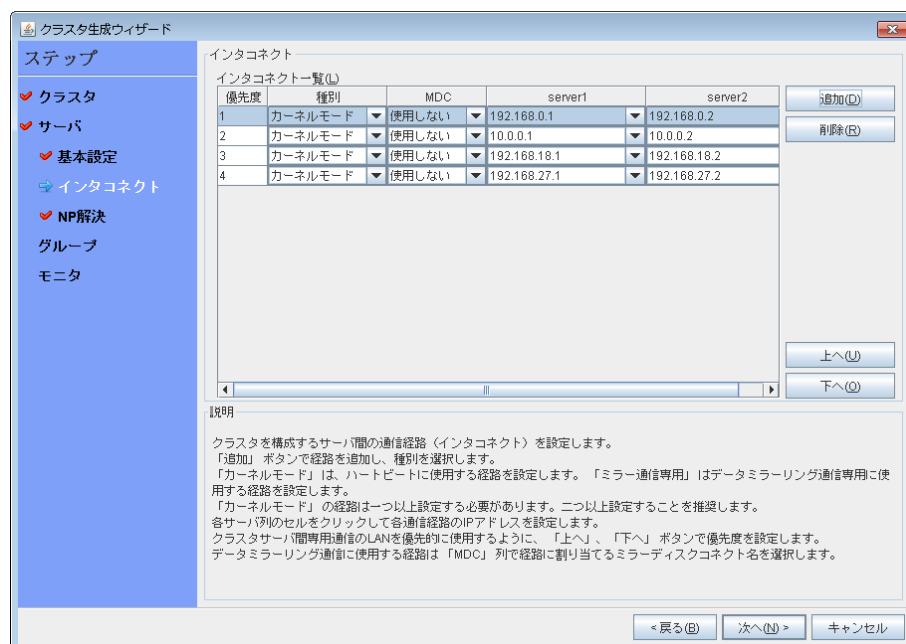 クラスタ生成ウィザード
ステップ
クラスタ
サーバ
基本設定
インタコネクト
NP解決
グループ
モニタ
インタコネクト
インタコネクト一覧(L)
優先度 種別 MDC server1 server2
1 カーネルモード 使用しない 192.168.0.1 192.168.0.2
2 カーネルモード 使用しない 10.0.0.1 10.0.0.2
3 カーネルモード 使用しない 192.168.18.1 192.168.18.2
4 カーネルモード 使用しない 192.168.27.1 192.168.27.2
追加(D)
削除(R)
上へ(U)
下へ(O)
説明
クラスタを構成するサーバ間の通信経路（インタコネクト）を設定します。
「追加」 ボタンで経路を追加し、種別を選択します。
「カーネルモード」 は、ハートビートに使用する経路を設定します。 「ミラー通信専用」 はデータミラーリング通信専用に使
用する経路を設定します。
「カーネルモード」 の経路は一つ以上設定する必要があります。二つ以上設定することを推奨します。
各サーバ列のセルをクリックして各通信経路のIPアドレスを設定します。
クラスタサーバ間専用通信のLANを優先的に使用するように、 「上へ」、「下へ」 ボタンで優先度を設定します。
データミラーリング通信に使用する経路は 「MDC」 列で経路に割り当てるミラーディスクコネクト名を選択します。
<戻る(B) 次へ(N)> キャンセル